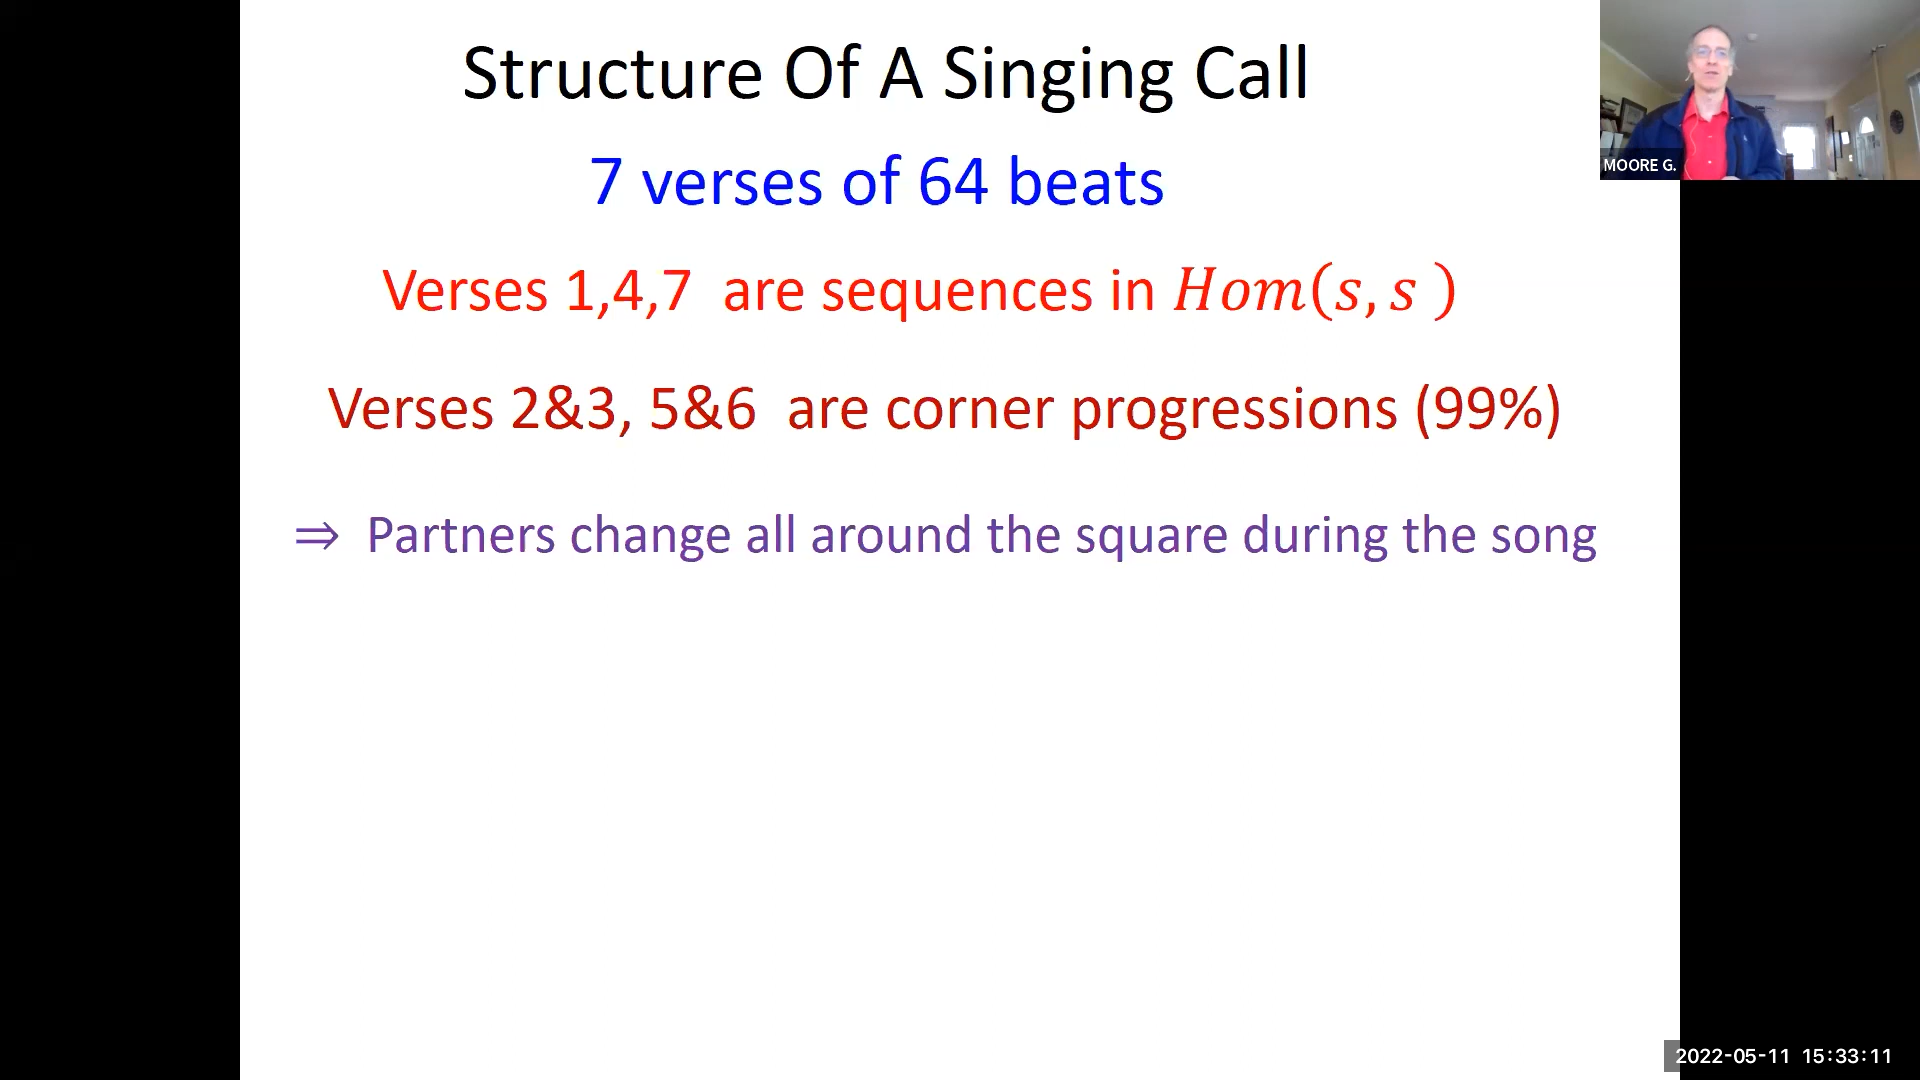 Structure Of A Singing Call
7 verses of 64 beats
Verses 1,4,7 are sequences in Hom(s, s )
Verses 2&3, 5&6 are corner progressions (99%)
⇒ Partners change all around the square during the song
MOORE G.
2022-05-11 15:33:11